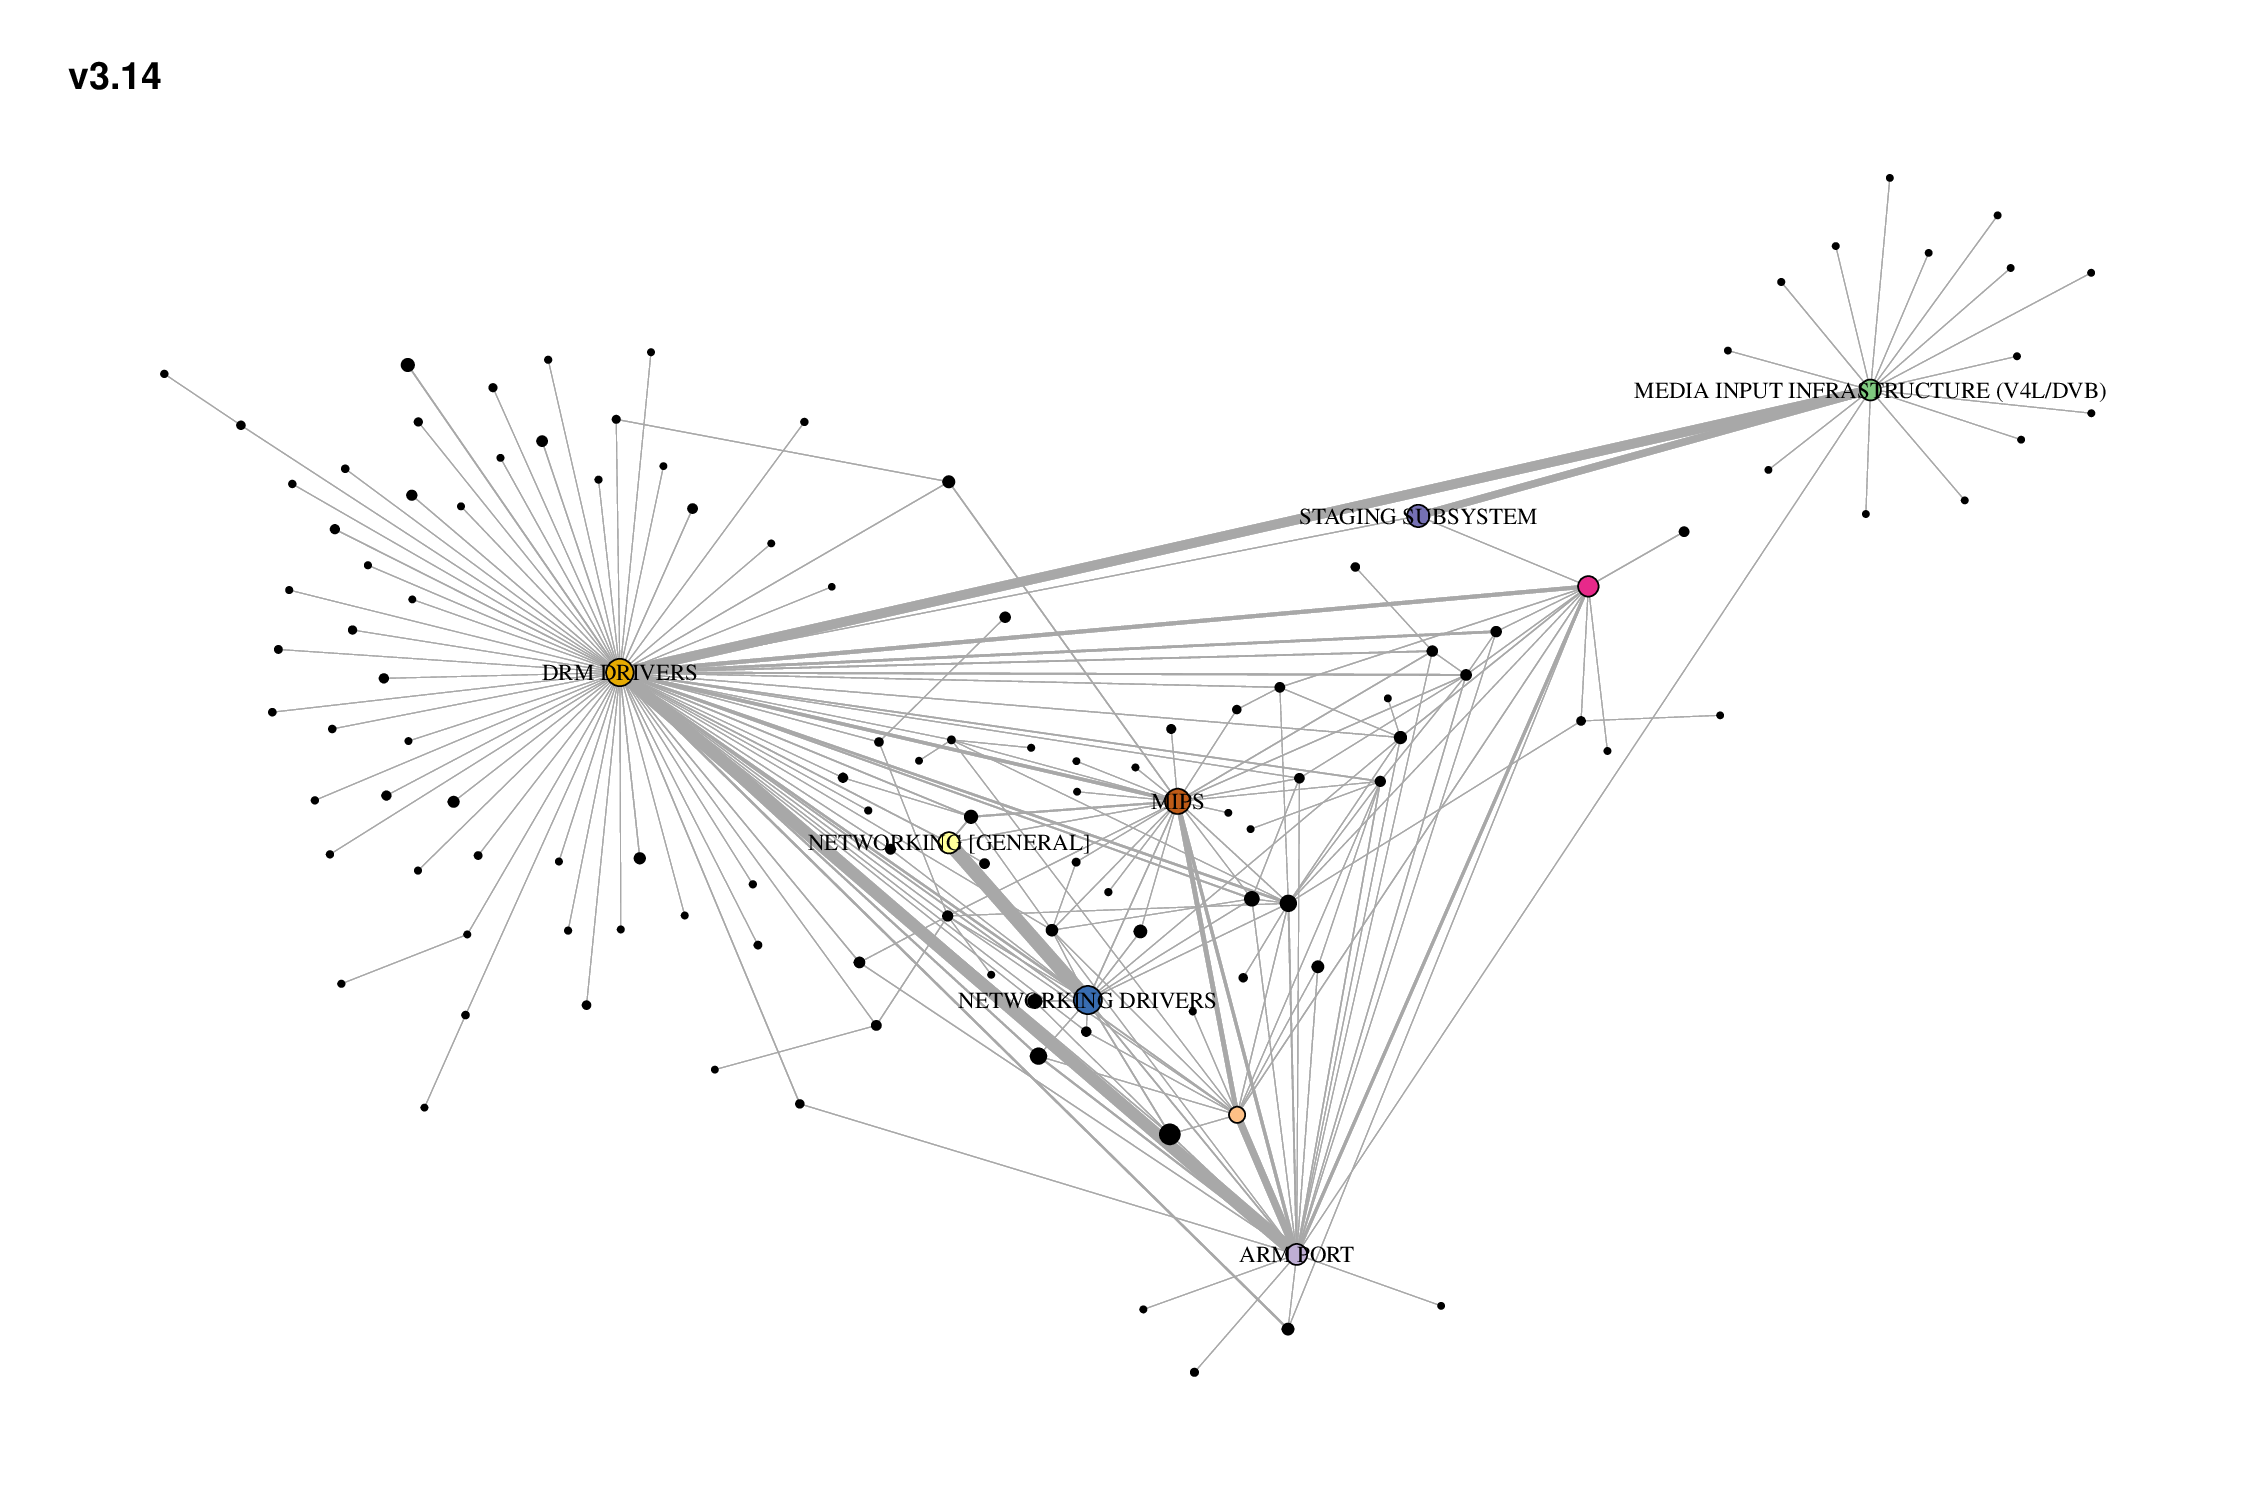 v3.14
MEDIA INPUT INFRASTRUCTURE (V4L/DVB)
STAGING SUBSYSTEM
DRM DRIVERS
MIPS
NETWORKING [GENERAL]
NETWORKING DRIVERS
ARM PORT